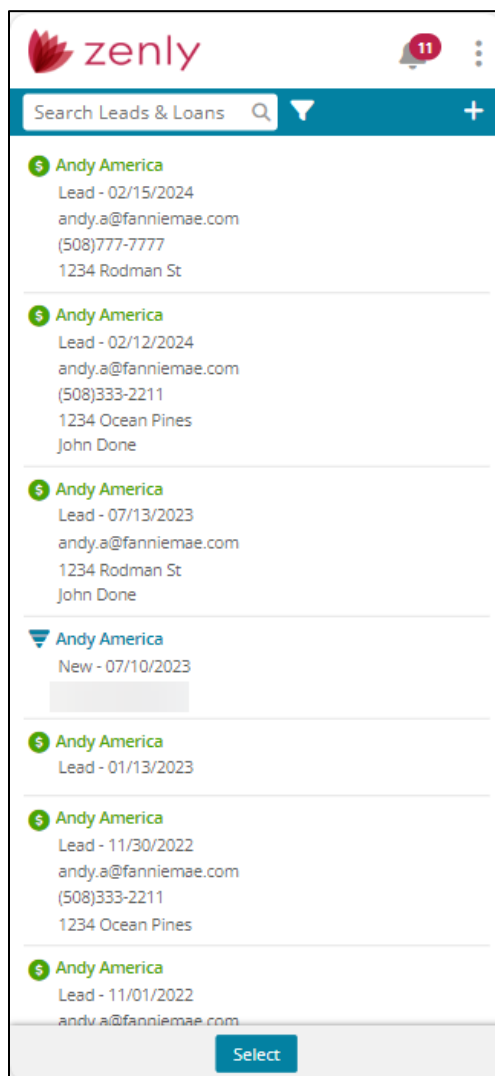 zenly
11
Search Leads & Loans
Andy America
Lead - 02/15/2024
andy.a@fanniemae.com
(508)777-7777
1234 Rodman St
Andy America
Lead - 02/12/2024
andy.a@fanniemae.com
(508)333-2211
1234 Ocean Pines
John Done
Andy America
Lead - 07/13/2023
andy.a@fanniemae.com
1234 Rodman St
John Done
Andy America
New - 07/10/2023
Andy America
Lead - 01/13/2023
Andy America
Lead - 11/30/2022
andy.a@fanniemae.com
(508)333-2211
1234 Ocean Pines
Andy America
Lead - 11/01/2022
andy.a@fanniemae.com
Select